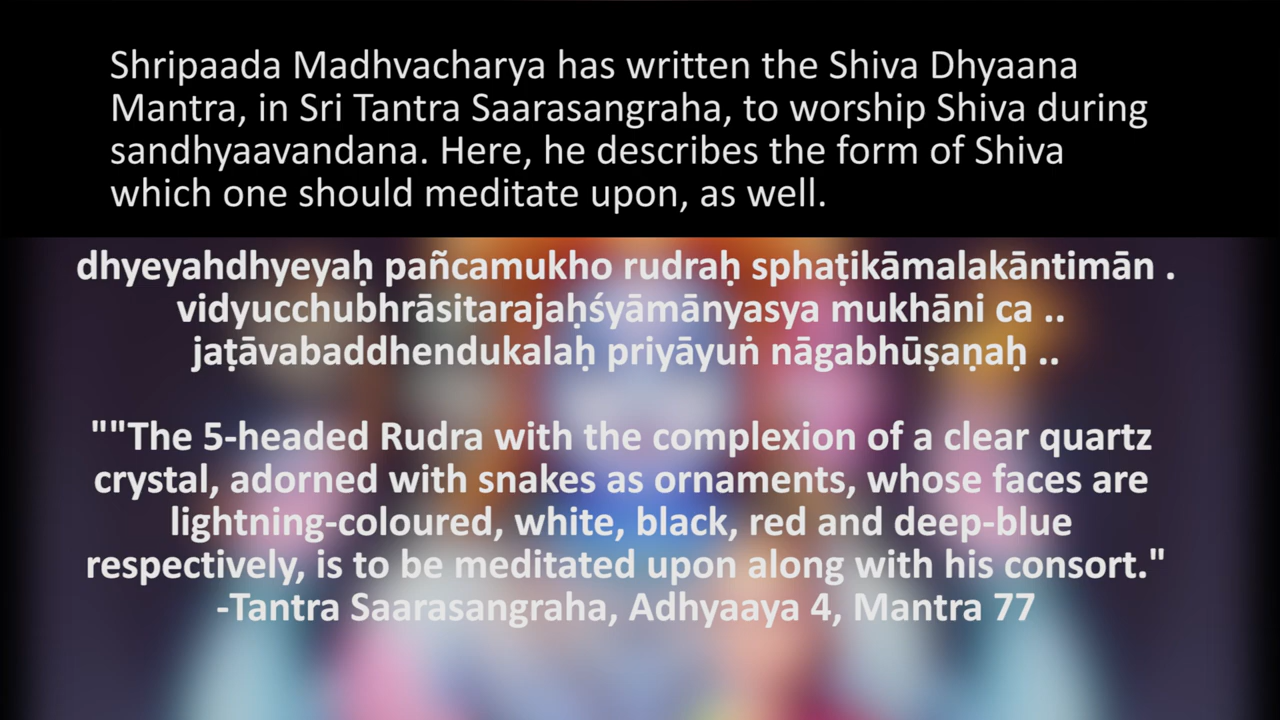 Shripaada Madhvacharya has written the Shiva Dhyaana
Mantra, in Sri Tantra Saarasangraha, to worship Shiva during
sandhyaavandana. Here, he describes the form of Shiva
which one should meditate upon, as well.
dhyeyahdhyeyaḥ pañcamukho rudraḥ sphaṭikāmalakāntimān .
vidyucchubhrāsitarajaḥśyāmānyasya mukhāni ca ..
jaṭāvabaddhendukalaḥ priyāyuṅ nāgabhūṣaṇaḥ ..
""The 5-headed Rudra with the complexion of a clear quartz
crystal, adorned with snakes as ornaments, whose faces are
lightning-coloured, white, black, red and deep-blue
respectively, is to be meditated upon along with his consort."
-Tantra Saarasangraha, Adhyaaya 4, Mantra 77